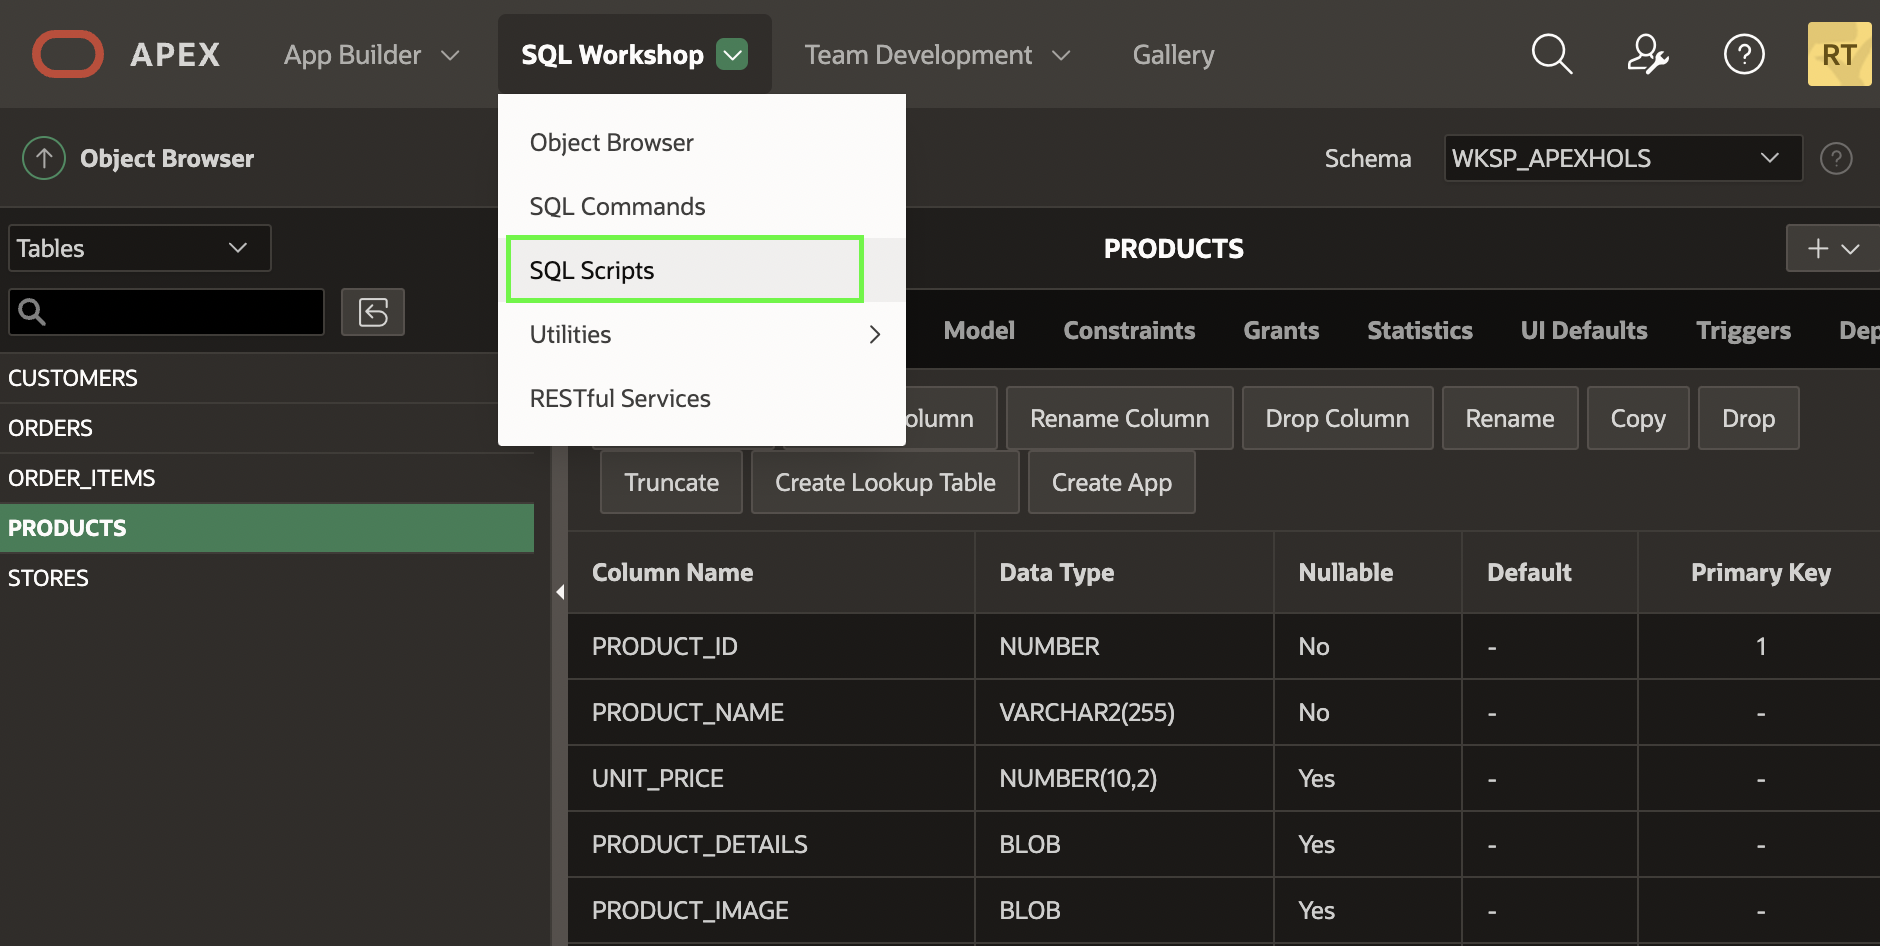 APEX App Builder SQL Workshop Team Development Gallery RT
Object Browser
Schema WKSP_APEXHOLS
Object Browser
SQL Commands
SQL Scripts
Utilities
RESTful Services
Tables
CUSTOMERS
ORDERS
ORDER_ITEMS
PRODUCTS
STORES
PRODUCTS
Model Constraints Grants Statistics UI Defaults Triggers Dep
olumn Rename Column Drop Column Rename Copy Drop
Truncate Create Lookup Table Create App
Column Name Data Type Nullable Default Primary Key
PRODUCT_ID NUMBER No - 1
PRODUCT_NAME VARCHAR2(255) No - -
UNIT_PRICE NUMBER(10,2) Yes - -
PRODUCT_DETAILS BLOB Yes - -
PRODUCT_IMAGE BLOB Yes - -